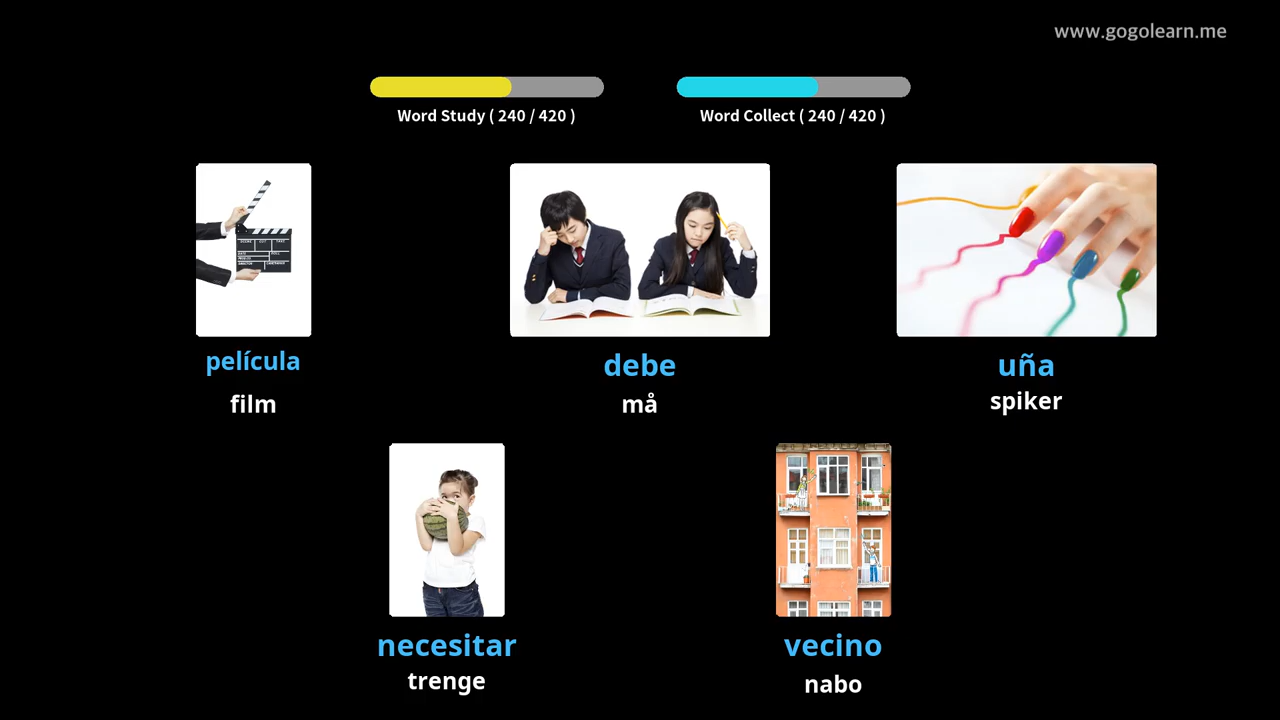 www.gogolearn.me
Word Study ( 240 / 420 )
Word Collect ( 240 / 420 )
película
debe
uña
film
må
spiker
necesitar
vecino
trenge
nabo